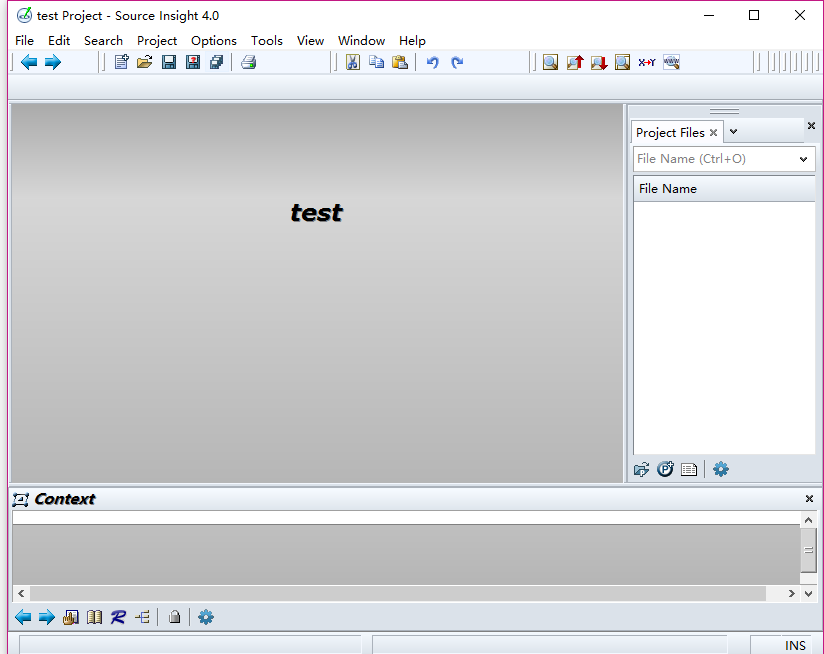 test Project - Source Insight 4.0
File Edit Search Project Options Tools View Window Help
X→Y WWW
Project Files
File Name (Ctrl+O)
File Name
test
Context
INS